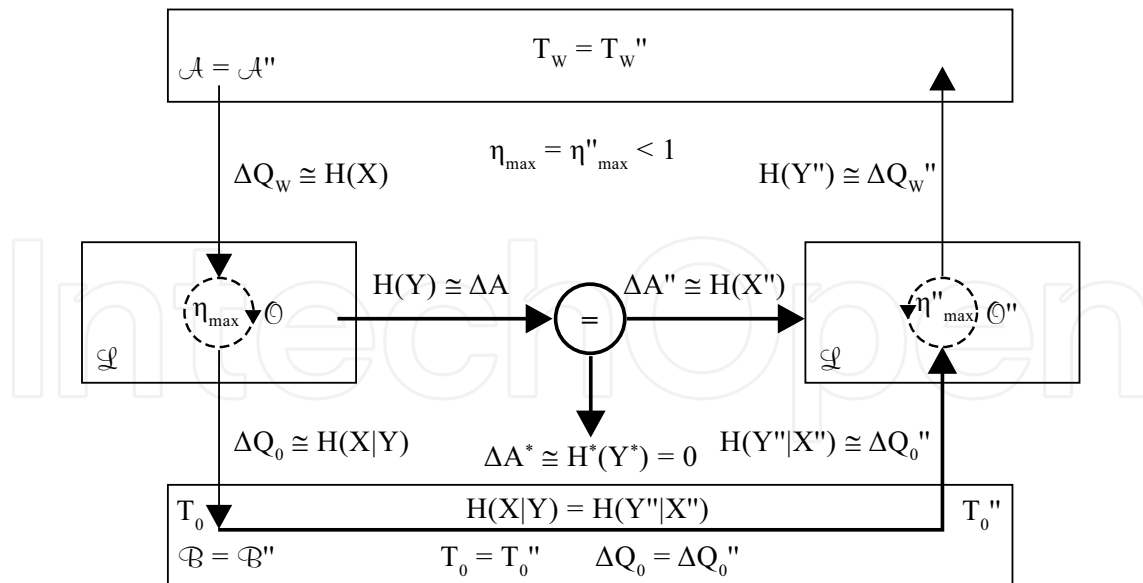 T_W = T_W"
𝒜 = 𝒜"
η_max = η"_max < 1
ΔQ_W ≅ H(X)
H(Y") ≅ ΔQ_W"
H(Y) ≅ ΔA
ΔA" ≅ H(X")
η_max 𝒪
=
η"_max 𝒪"
ℒ
ℒ
IntechOpen
ΔQ_0 ≅ H(X|Y)
H(Y"|X") ≅ ΔQ_0"
ΔA* ≅ H*(Y*) = 0
T_0
H(X|Y) = H(Y"|X")
T_0"
ℬ = ℬ"
T_0 = T_0"
ΔQ_0 = ΔQ_0"